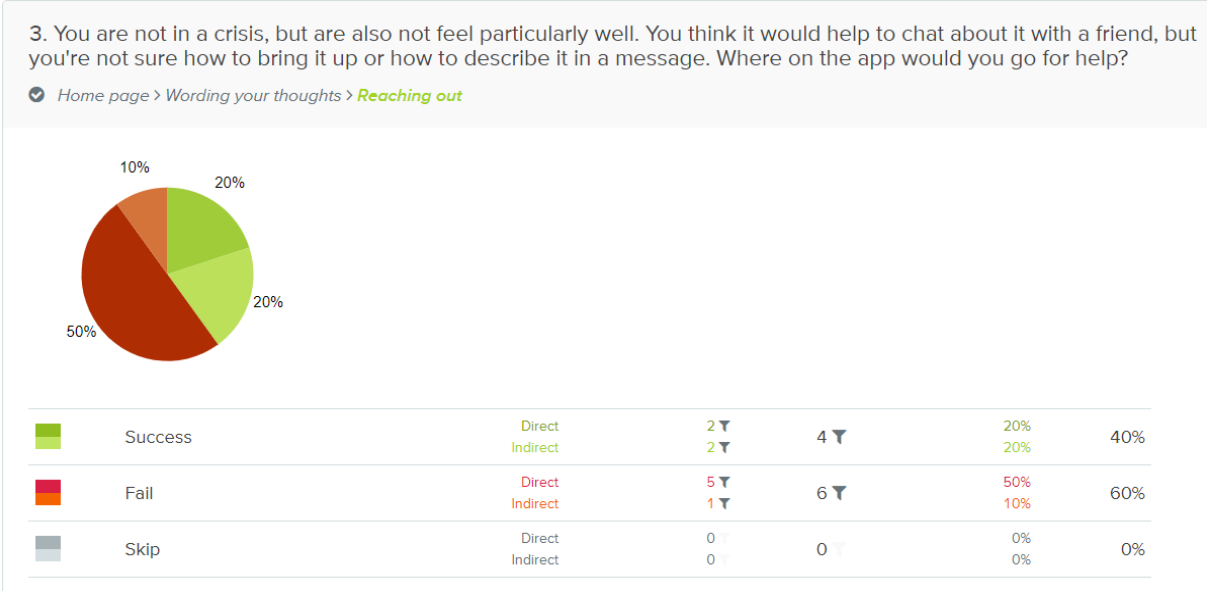 3. You are not in a crisis, but are also not feel particularly well. You think it would help to chat about it with a friend, but
you're not sure how to bring it up or how to describe it in a message. Where on the app would you go for help?
Home page > Wording your thoughts > Reaching out
10%
20%
20%
50%
Success Direct 2 4 20% 40%
Indirect 2 20%
Fail Direct 5 6 50% 60%
Indirect 1 10%
Skip Direct 0 0 0% 0%
Indirect 0 0%